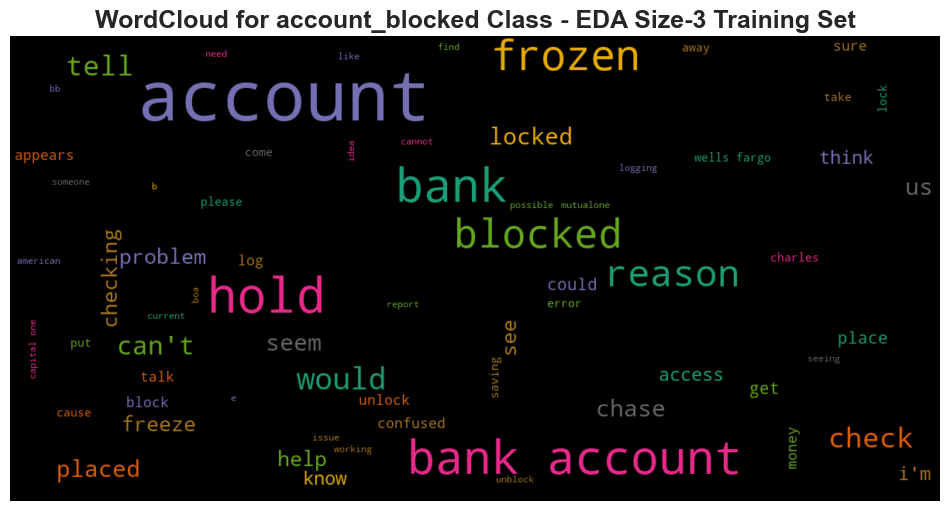 WordCloud for account_blocked Class - EDA Size-3 Training Set
find
need
like
away
sure
frozen
tell
account
bb
take
lock
locked
cannot
idea
come
appears
wells fargo
think
logging
someone
b
bank
us
please
possible
mutualone
blocked
checking
problem
log
american
charles
reason
hold
could
boa
error
report
current
capital one
put
can't
seem
see
place
seeing
talk
would
saving
access
get
block
e
unlock
chase
cause
freeze
confused
issue
working
check
money
placed
help
know
bank account
unblock
i'm